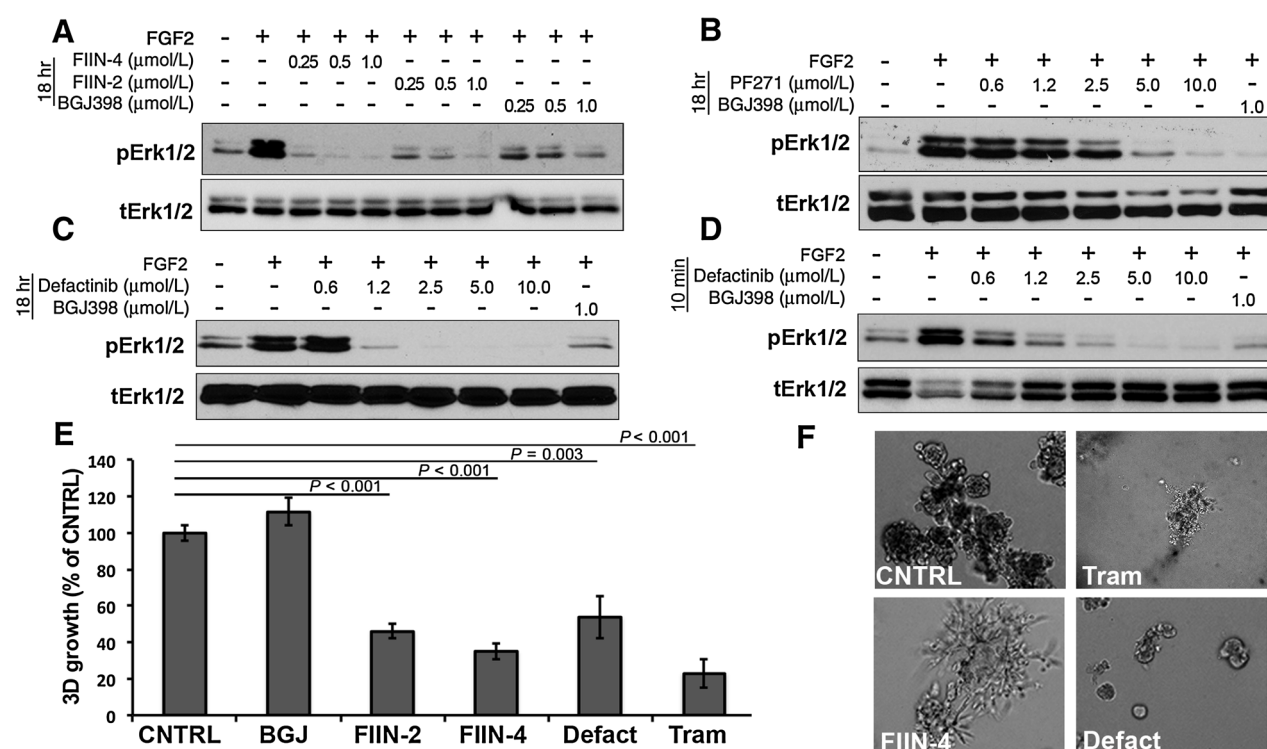 A
FGF2 - + + + + + + + + + +
18 hr
FIIN-4 (µmol/L) - - 0.25 0.5 1.0 - - - - - -
FIIN-2 (µmol/L) - - - - - 0.25 0.5 1.0 - - -
BGJ398 (µmol/L) - - - - - - - - 0.25 0.5 1.0
pErk1/2
tErk1/2
B
FGF2 - + + + + + + +
18 hr
PF271 (µmol/L) - - 0.6 1.2 2.5 5.0 10.0 -
BGJ398 (µmol/L) - - - - - - - 1.0
pErk1/2
tErk1/2
C
FGF2 - + + + + + + +
18 hr
Defactinib (µmol/L) - - 0.6 1.2 2.5 5.0 10.0 -
BGJ398 (µmol/L) - - - - - - - 1.0
pErk1/2
tErk1/2
D
FGF2 - + + + + + + +
10 min
Defactinib (µmol/L) - - 0.6 1.2 2.5 5.0 10.0 -
BGJ398 (µmol/L) - - - - - - - 1.0
pErk1/2
tErk1/2
E
P < 0.001
P = 0.003
P < 0.001
P < 0.001
3D growth (% of CNTRL)
140
120
100
80
60
40
20
0
CNTRL BGJ FIIN-2 FIIN-4 Defact Tram
F
CNTRL
Tram
FIIN-4
Defact